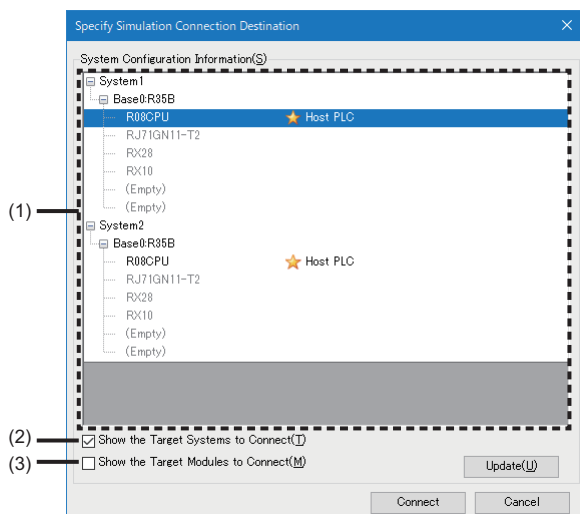 Specify Simulation Connection Destination
System Configuration Information(S)
System1
Base0:R35B
R08CPU Host PLC
RJ71GN11-T2
RX28
RX10
(Empty)
(Empty)
(1)
System2
Base0:R35B
R08CPU Host PLC
RJ71GN11-T2
RX28
RX10
(Empty)
(Empty)
(2) Show the Target Systems to Connect(T)
(3) Show the Target Modules to Connect(M)
Update(U)
Connect Cancel